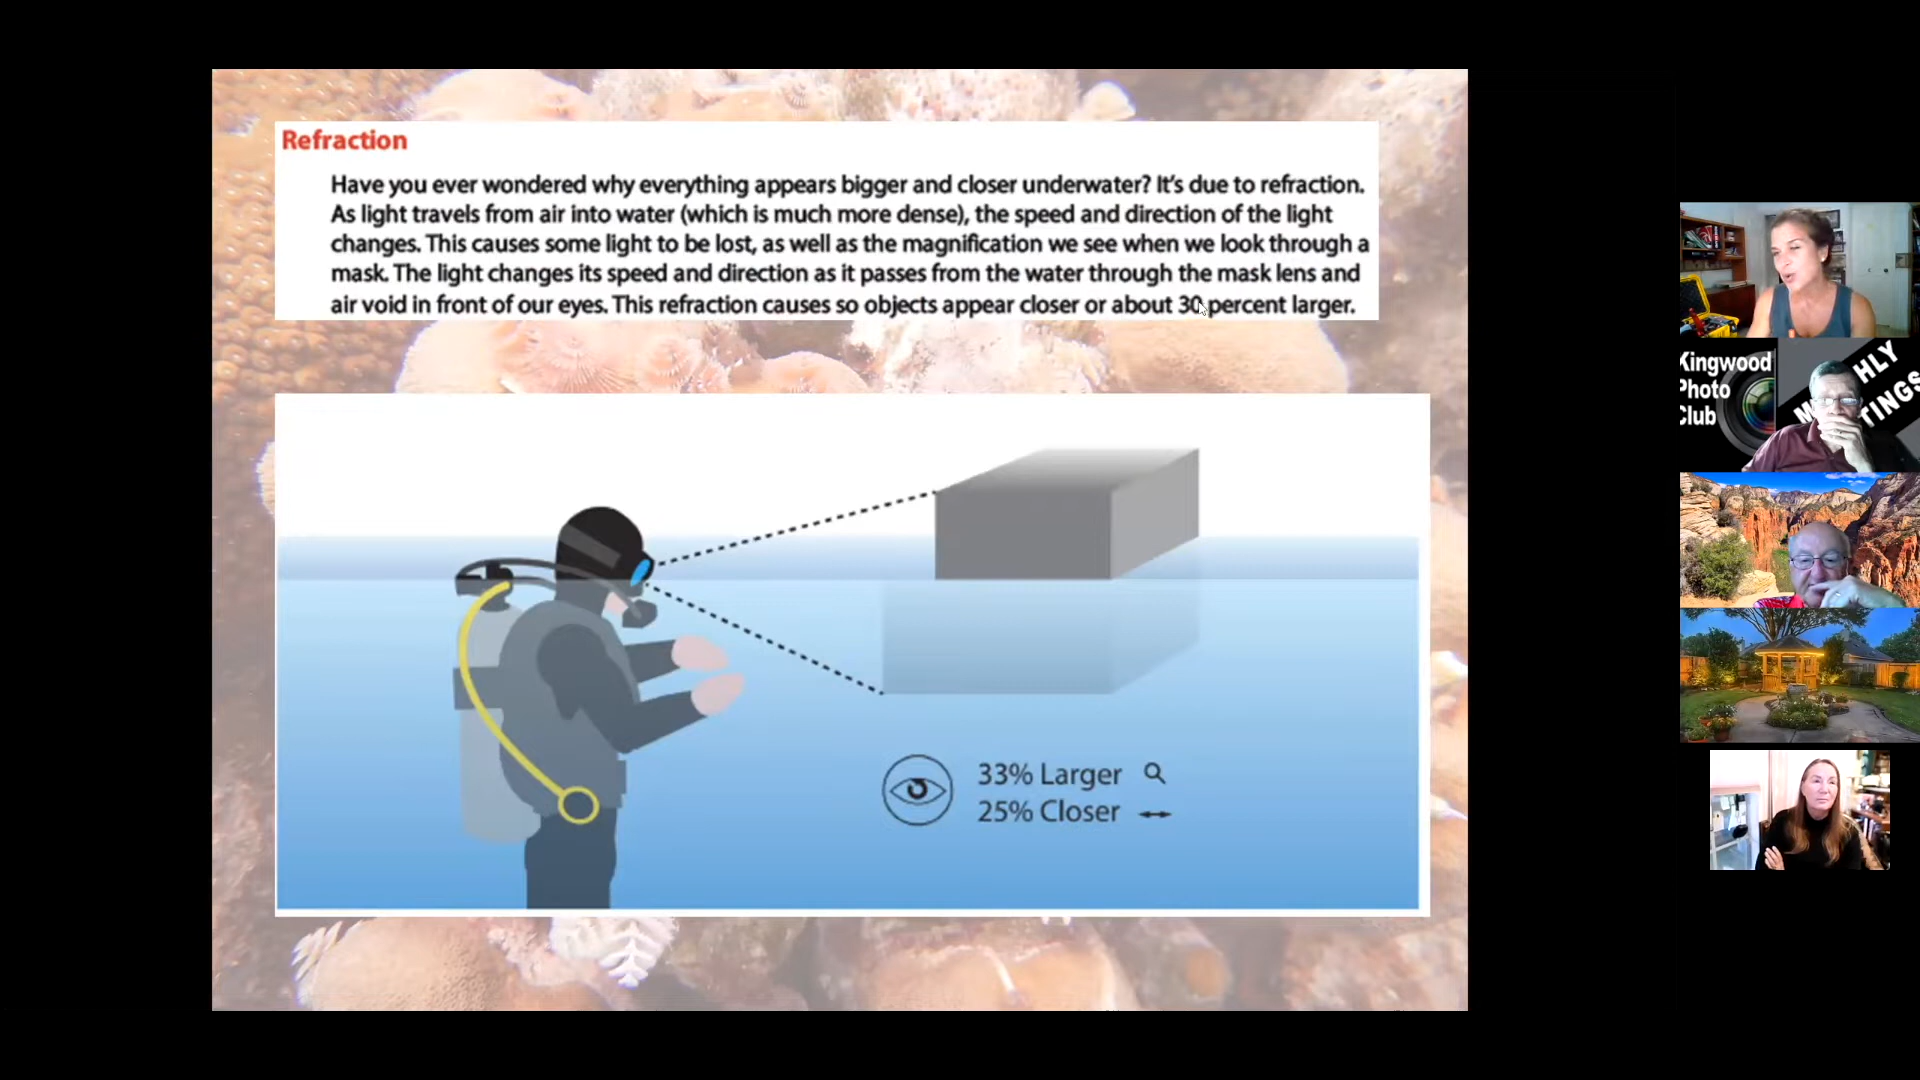 Refraction
Have you ever wondered why everything appears bigger and closer underwater? It's due to refraction.
As light travels from air into water (which is much more dense), the speed and direction of the light
changes. This causes some light to be lost, as well as the magnification we see when we look through a
mask. The light changes its speed and direction as it passes from the water through the mask lens and
air void in front of our eyes. This refraction causes so objects appear closer or about 30 percent larger.
33% Larger
25% Closer
Kingwood
Photo
Club
HLY
TINGS